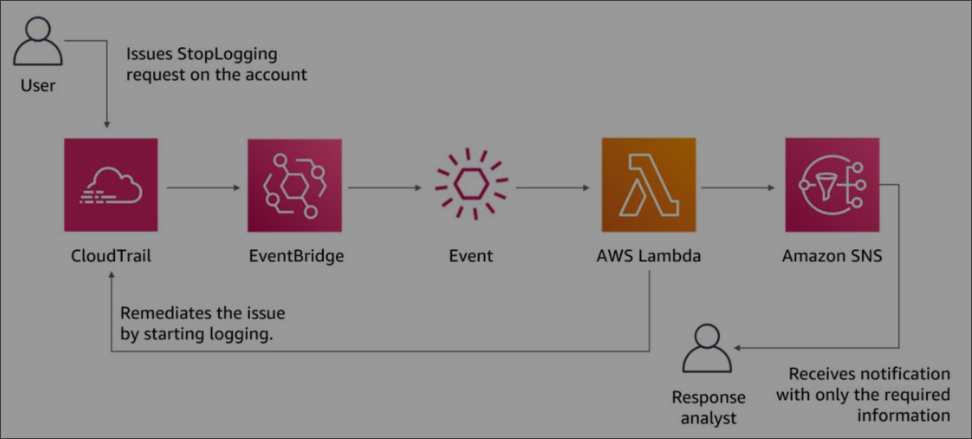 Issues StopLogging
request on the account
User
CloudTrail
EventBridge
Event
AWS Lambda
Amazon SNS
Remediates the issue
by starting logging.
Response
analyst
Receives notification
with only the required
information